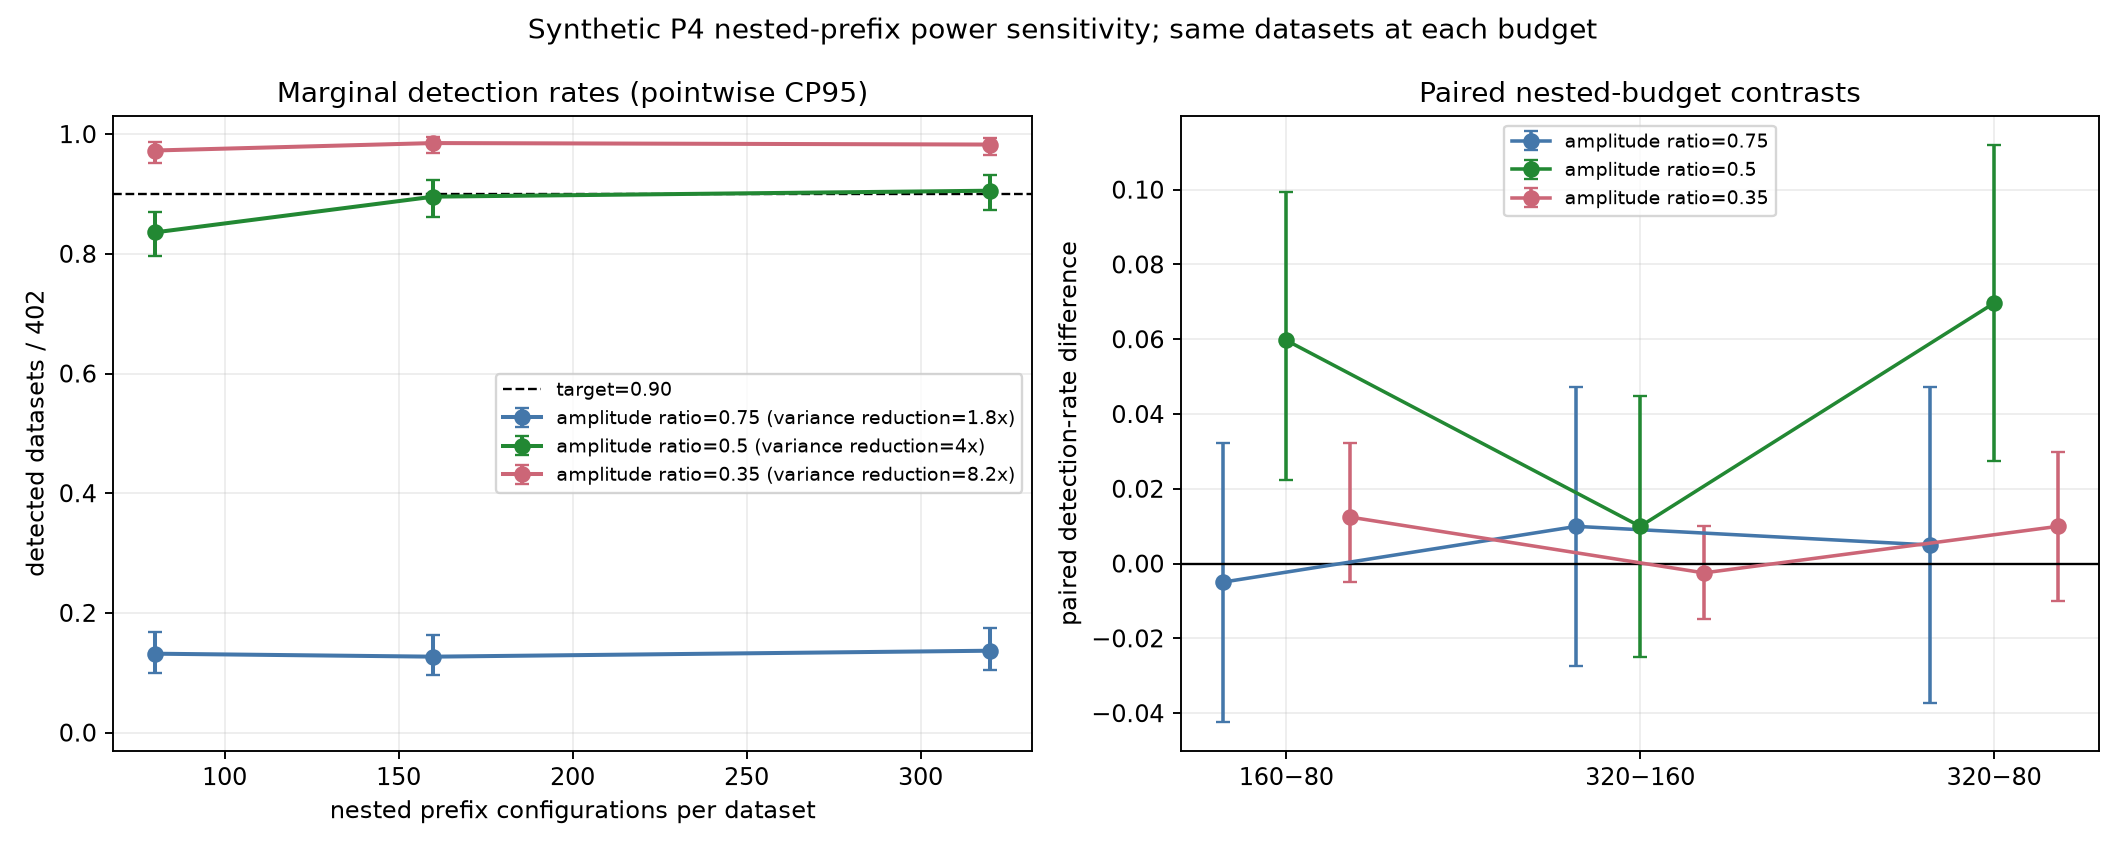 Synthetic P4 nested-prefix power sensitivity; same datasets at each budget
Marginal detection rates (pointwise CP95)
detected datasets / 402
1.0
0.8
0.6
0.4
0.2
0.0
target=0.90
amplitude ratio=0.75 (variance reduction=1.8x)
amplitude ratio=0.5 (variance reduction=4x)
amplitude ratio=0.35 (variance reduction=8.2x)
100
150
200
250
300
nested prefix configurations per dataset
Paired nested-budget contrasts
paired detection-rate difference
0.10
0.08
0.06
0.04
0.02
0.00
−0.02
−0.04
amplitude ratio=0.75
amplitude ratio=0.5
amplitude ratio=0.35
160−80
320−160
320−80